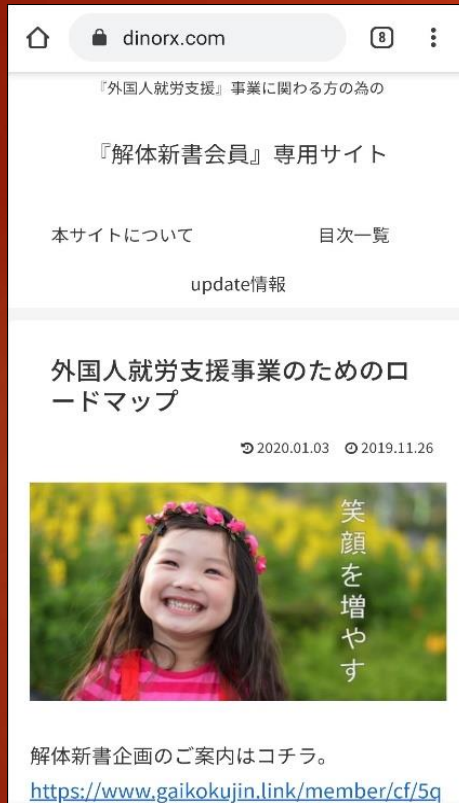 dinorx.com
8
『外国人就労支援』事業に関わる方の為の
『解体新書会員』専用サイト
本サイトについて
目次一覧
update情報
外国人就労支援事業のためのロ
ードマップ
2020.01.03 2019.11.26
笑顔を増やす
解体新書企画のご案内はコチラ。
https://www.gaikokujin.link/member/cf/5q